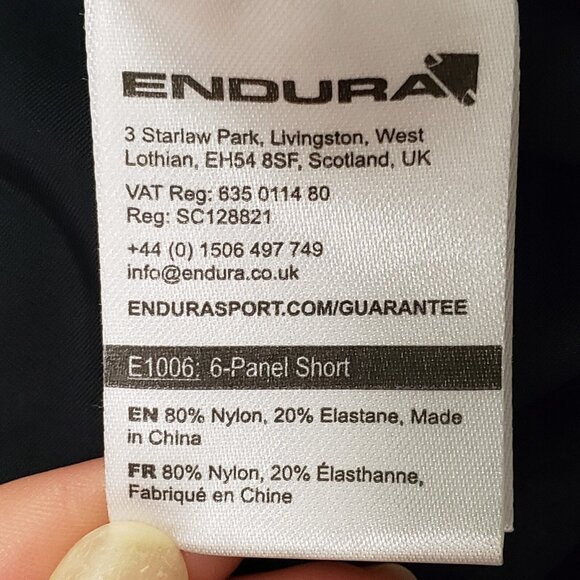 ENDURA
3 Starlaw Park, Livingston, West
Lothian, EH54 8SF, Scotland, UK
VAT Reg: 635 0114 80
Reg: SC128821
+44 (0) 1506 497 749
info@endura.co.uk
ENDURASPORT.COM/GUARANTEE
E1006: 6-Panel Short
EN 80% Nylon, 20% Elastane, Made
in China
FR 80% Nylon, 20% Élasthanne,
Fabriqué en Chine